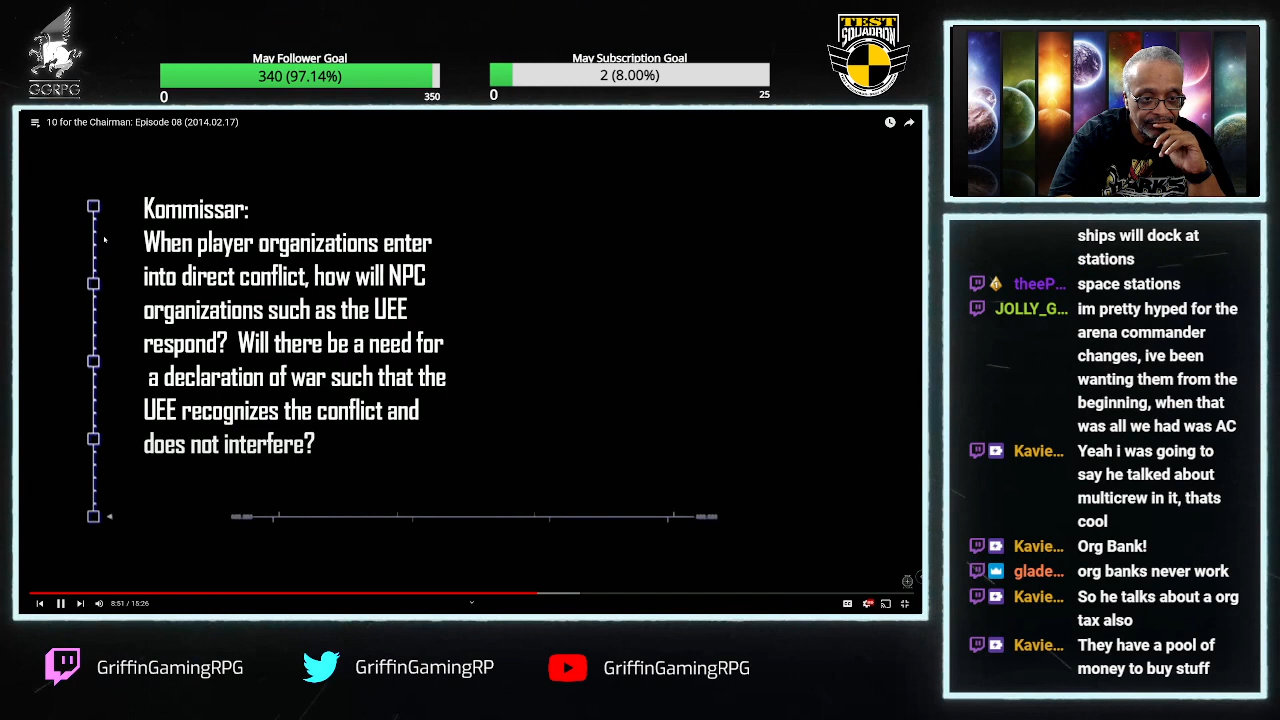 GGRPG
May Follower Goal
340 (97.14%)
0
350
May Subscription Goal
2 (8.00%)
0
25
TEST
SQUADRON
10 for the Chairman: Episode 08 (2014.02.17)
Kommissar:
When player organizations enter
into direct conflict, how will NPC
organizations such as the UEE
respond? Will there be a need for
a declaration of war such that the
UEE recognizes the conflict and
does not interfere?
8:51 / 15:26
ships will dock at
stations
theeP... space stations
JOLLY_G... im pretty hyped for the
arena commander
changes, ive been
wanting them from the
beginning, when that
was all we had was AC
Kavie... Yeah i was going to
say he talked about
multicrew in it, thats
cool
Kavie... Org Bank!
glade... org banks never work
Kavie... So he talks about a org
tax also
Kavie... They have a pool of
money to buy stuff
GriffinGamingRPG
GriffinGamingRP
GriffinGamingRPG